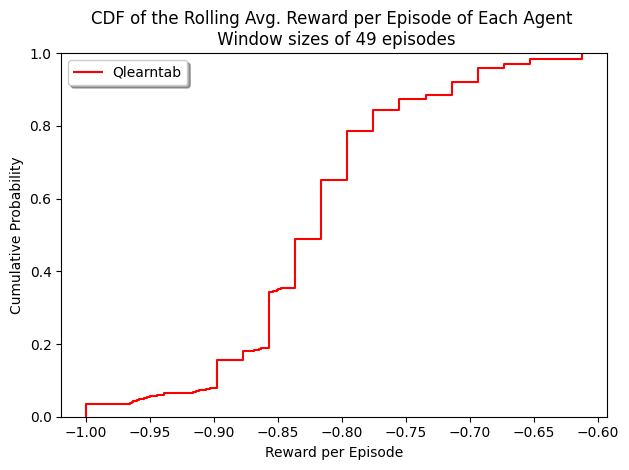 CDF of the Rolling Avg. Reward per Episode of Each Agent
Window sizes of 49 episodes
Qlearntab
Cumulative Probability
1.0
0.8
0.6
0.4
0.2
0.0
−1.00 −0.95 −0.90 −0.85 −0.80 −0.75 −0.70 −0.65 −0.60
Reward per Episode